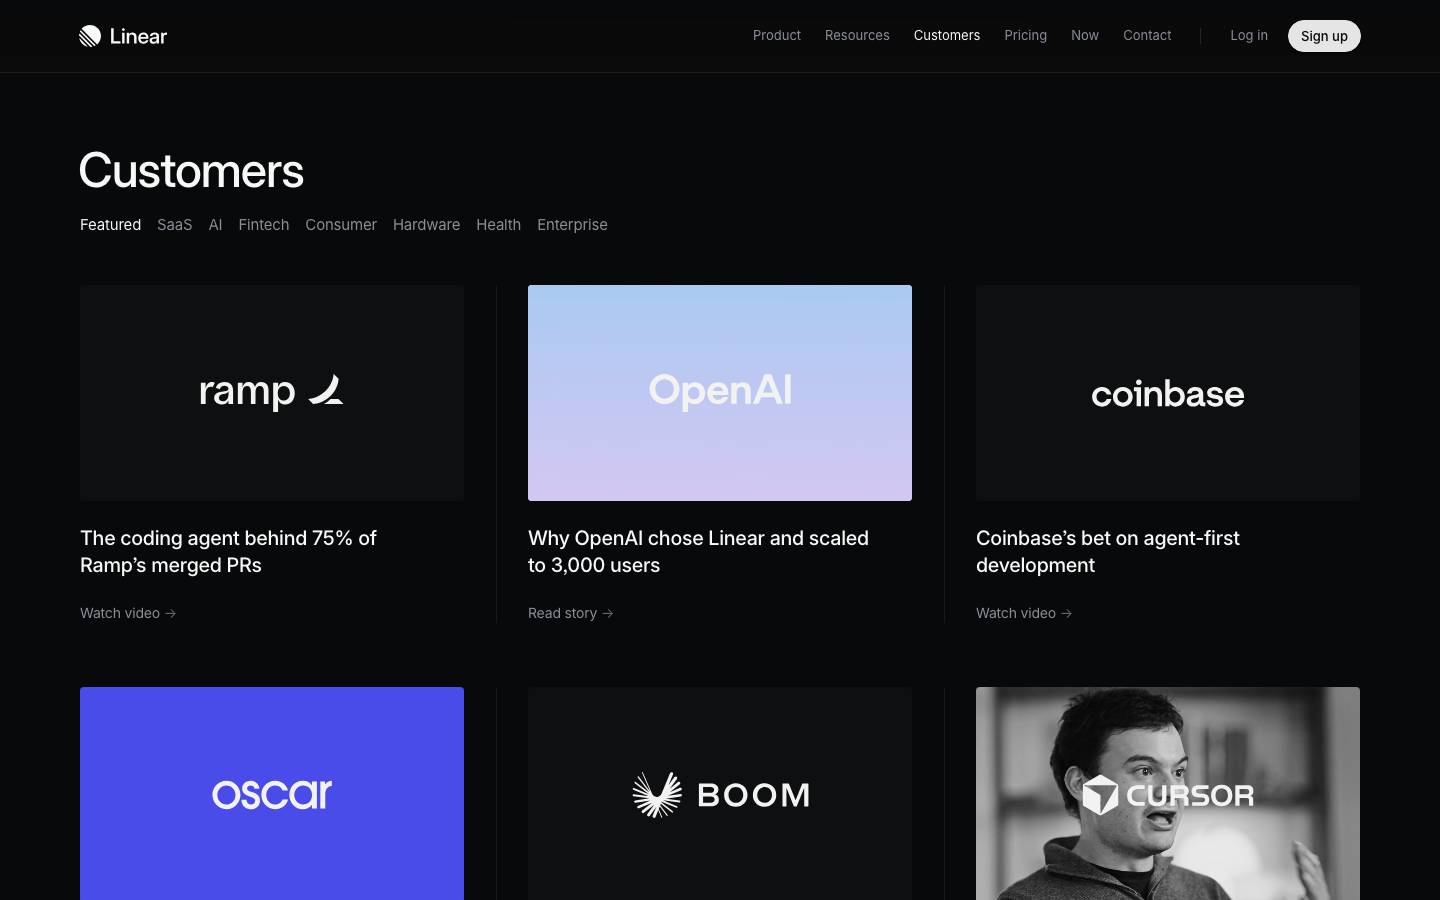 Linear
Product Resources Customers Pricing Now Contact Log in Sign up
Customers
Featured SaaS AI Fintech Consumer Hardware Health Enterprise
ramp
OpenAI
coinbase
The coding agent behind 75% of
Ramp’s merged PRs
Watch video →
Why OpenAI chose Linear and scaled
to 3,000 users
Read story →
Coinbase’s bet on agent-first
development
Watch video →
oscar
BOOM
CURSOR